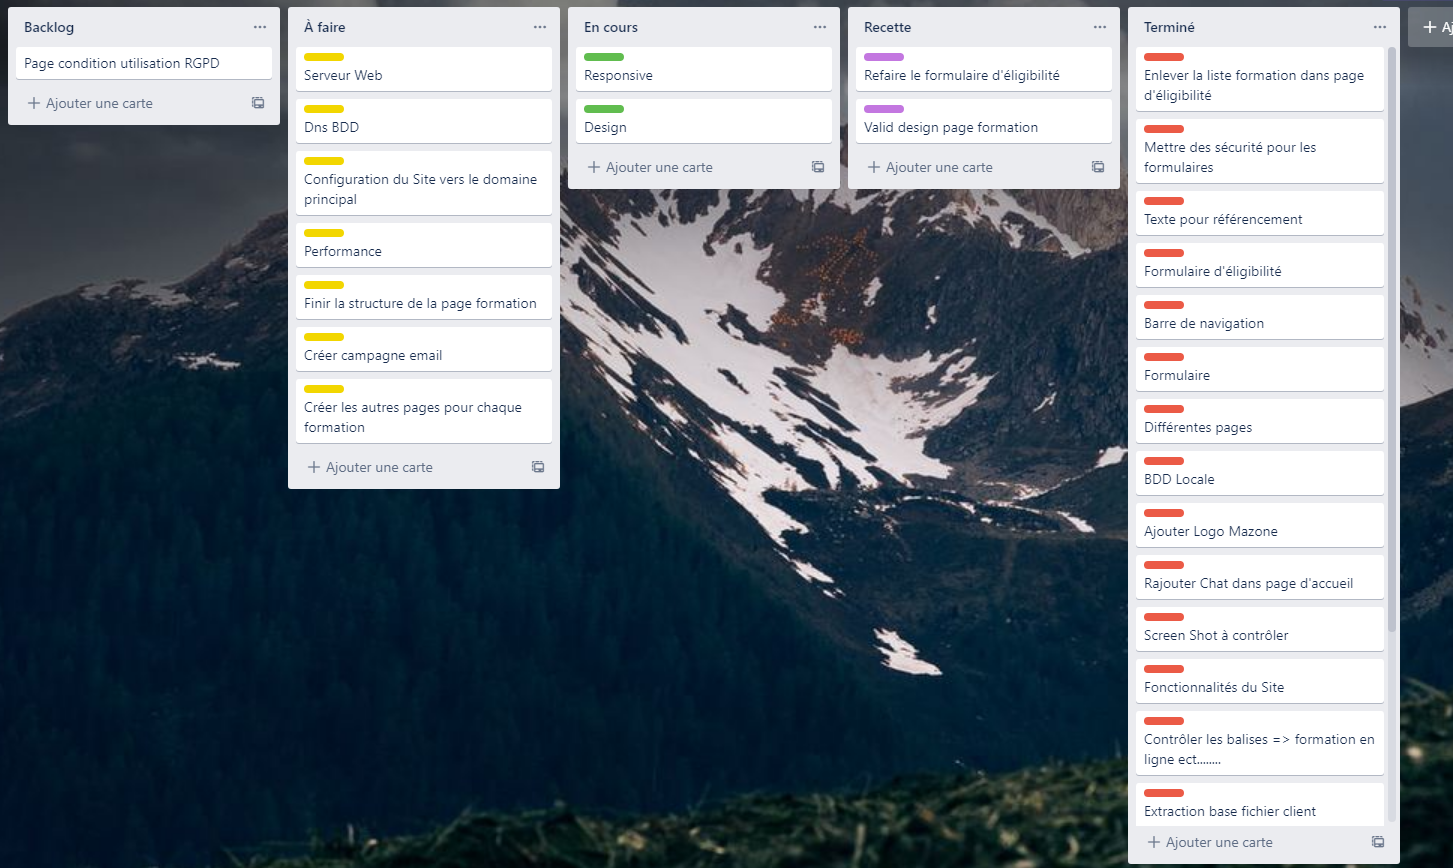 Backlog
Page condition utilisation RGPD
Ajouter une carte
À faire
Serveur Web
Dns BDD
Configuration du Site vers le domaine
principal
Performance
Finir la structure de la page formation
Créer campagne email
Créer les autres pages pour chaque
formation
Ajouter une carte
En cours
Responsive
Design
Ajouter une carte
Recette
Refaire le formulaire d'éligibilité
Valid design page formation
Ajouter une carte
Terminé
Enlever la liste formation dans page
d'éligibilité
Mettre des sécurité pour les
formulaires
Texte pour référencement
Formulaire d'éligibilité
Barre de navigation
Formulaire
Différentes pages
BDD Locale
Ajouter Logo Mazone
Rajouter Chat dans page d'accueil
Screen Shot à contrôler
Fonctionnalités du Site
Contrôler les balises => formation en
ligne ect........
Extraction base fichier client
Ajouter une carte